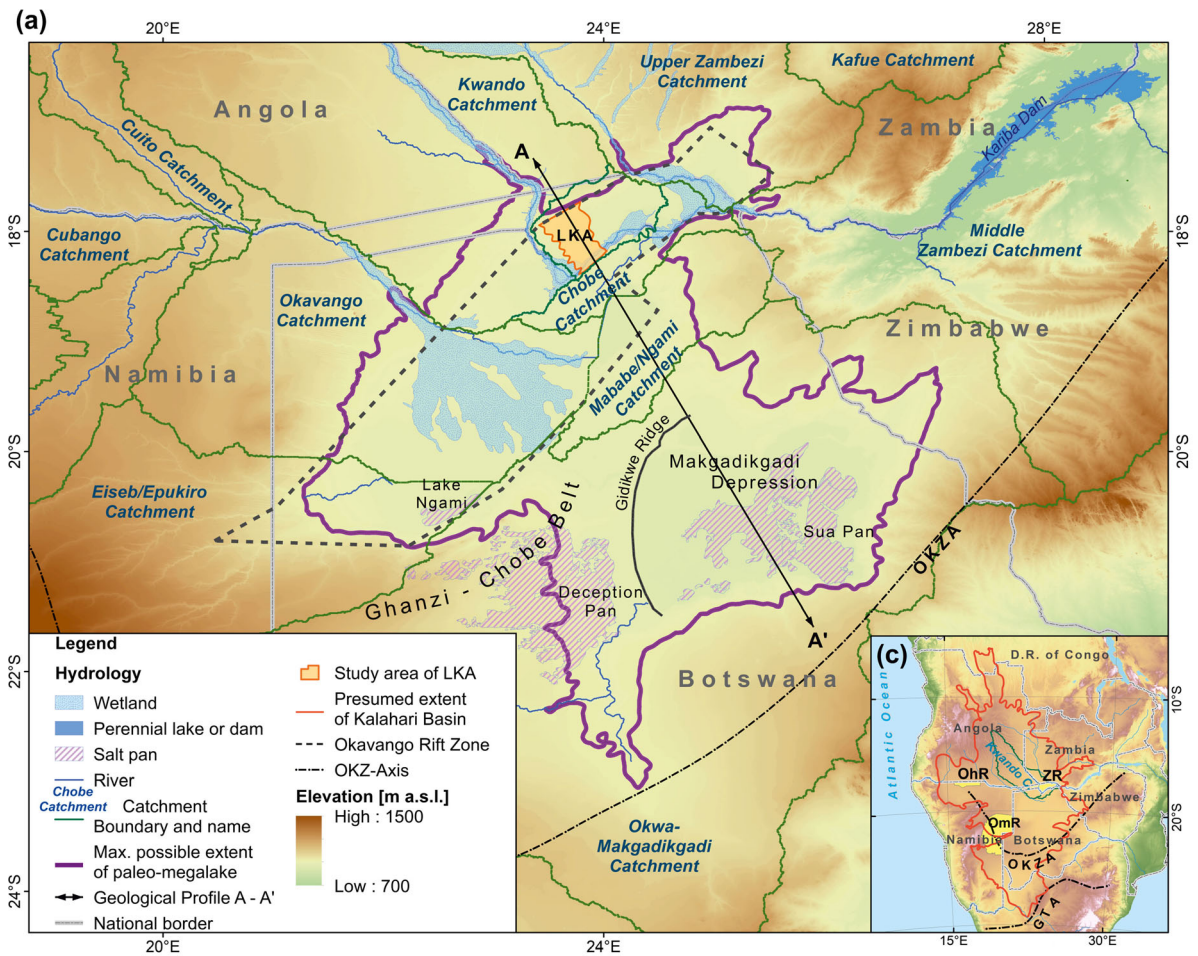 (a)
20°E
24°E
28°E
Angola
Kwando
Catchment
Upper Zambezi
Catchment
Kafue Catchment
Zambia
Kariba Dam
Cuito Catchment
A
18°S
Cubango
Catchment
LKA
Middle
Zambezi Catchment
18°S
Okavango
Catchment
Chobe
Catchment
Zimbabwe
Namibia
Mababe/Ngami
Catchment
20°S
Eiseb/Epukiro
Catchment
Lake
Ngami
Gidikwe Ridge
Makgadikgadi
Depression
Sua Pan
20°S
Ghanzi - Chobe Belt
Deception
Pan
OKZA
A'
Botswana
22°S
Okwa-
Makgadikgadi
Catchment
24°S
Legend
Hydrology
Wetland
Perennial lake or dam
Salt pan
River
Chobe
Catchment
Catchment
Boundary and name
Max. possible extent
of paleo-megalake
Geological Profile A - A'
National border
Study area of LKA
Presumed extent
of Kalahari Basin
Okavango Rift Zone
OKZ-Axis
Elevation [m a.s.l.]
High : 1500
Low : 700
20°E
24°E
(c)
D.R. of Congo
Atlantic Ocean
10°S
Angola
Kwando C.
Zambia
OhR
ZR
Zimbabwe
20°S
OmR
Namibia
Botswana
OKZA
GTA
15°E
30°E